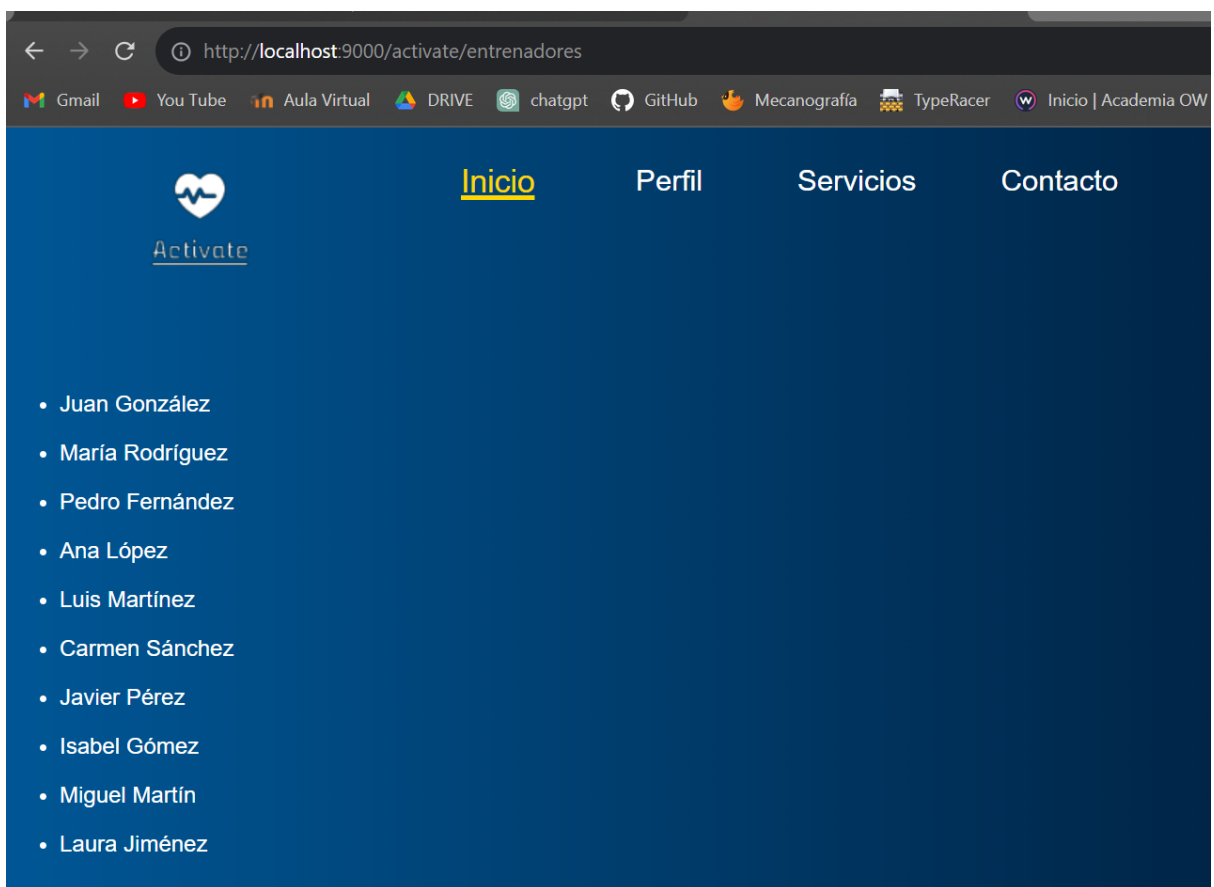 http://localhost:9000/activate/entrenadores
Gmail You Tube Aula Virtual DRIVE chatgpt GitHub Mecanografía TypeRacer Inicio | Academia OW
Inicio Perfil Servicios Contacto
Activate
Juan González
María Rodríguez
Pedro Fernández
Ana López
Luis Martínez
Carmen Sánchez
Javier Pérez
Isabel Gómez
Miguel Martín
Laura Jiménez